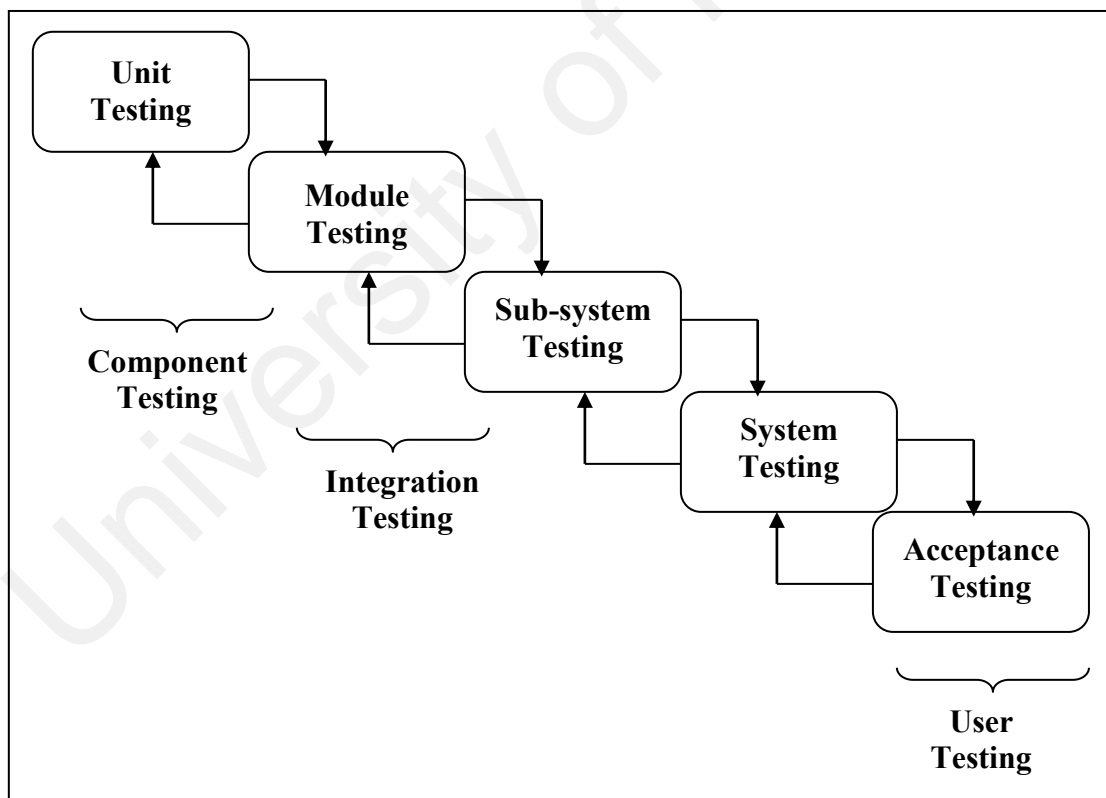 Unit
Testing
Module
Testing
Sub-system
Testing
Component
Testing
System
Testing
Integration
Testing
Acceptance
Testing
User
Testing
University of